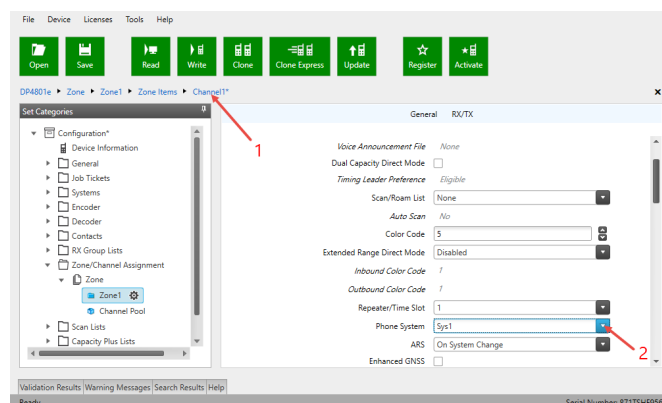 File Device Licenses Tools Help
Open Save Read Write Clone Clone Express Update Register Activate
DP4801e Zone Zone1 Zone Items Channel1*
Set Categories
General RX/TX
Configuration*
Device Information
General
Job Tickets
Systems
Encoder
Decoder
Contacts
RX Group Lists
Zone/Channel Assignment
Zone
Zone1
Channel Pool
Scan Lists
Capacity Plus Lists
1
Voice Announcement File None
Dual Capacity Direct Mode
Timing Leader Preference Eligible
Scan/Roam List None
Auto Scan No
Color Code 5
Extended Range Direct Mode Disabled
Inbound Color Code 1
Outbound Color Code 1
Repeater/Time Slot 1
Phone System Sys1
ARS On System Change
2
Enhanced GNSS
Validation Results Warning Messages Search Results Help
Ready